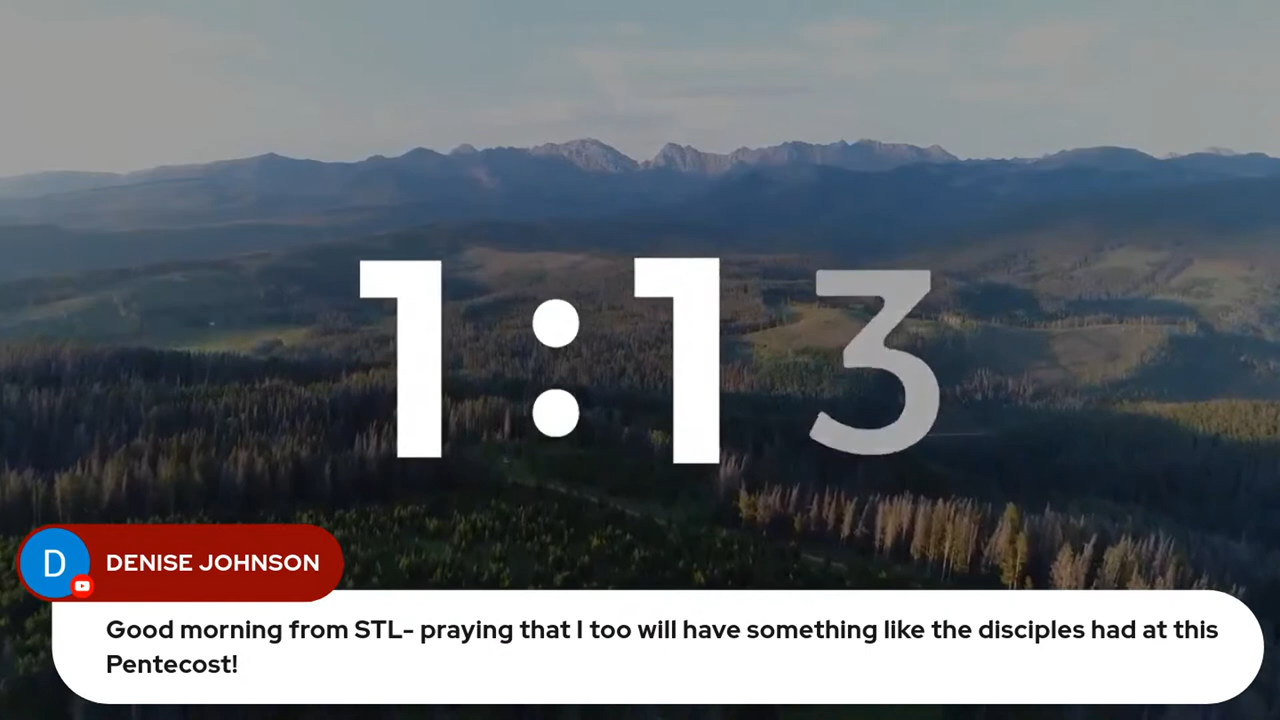 1:13
D
DENISE JOHNSON
Good morning from STL- praying that I too will have something like the disciples had at this
Pentecost!